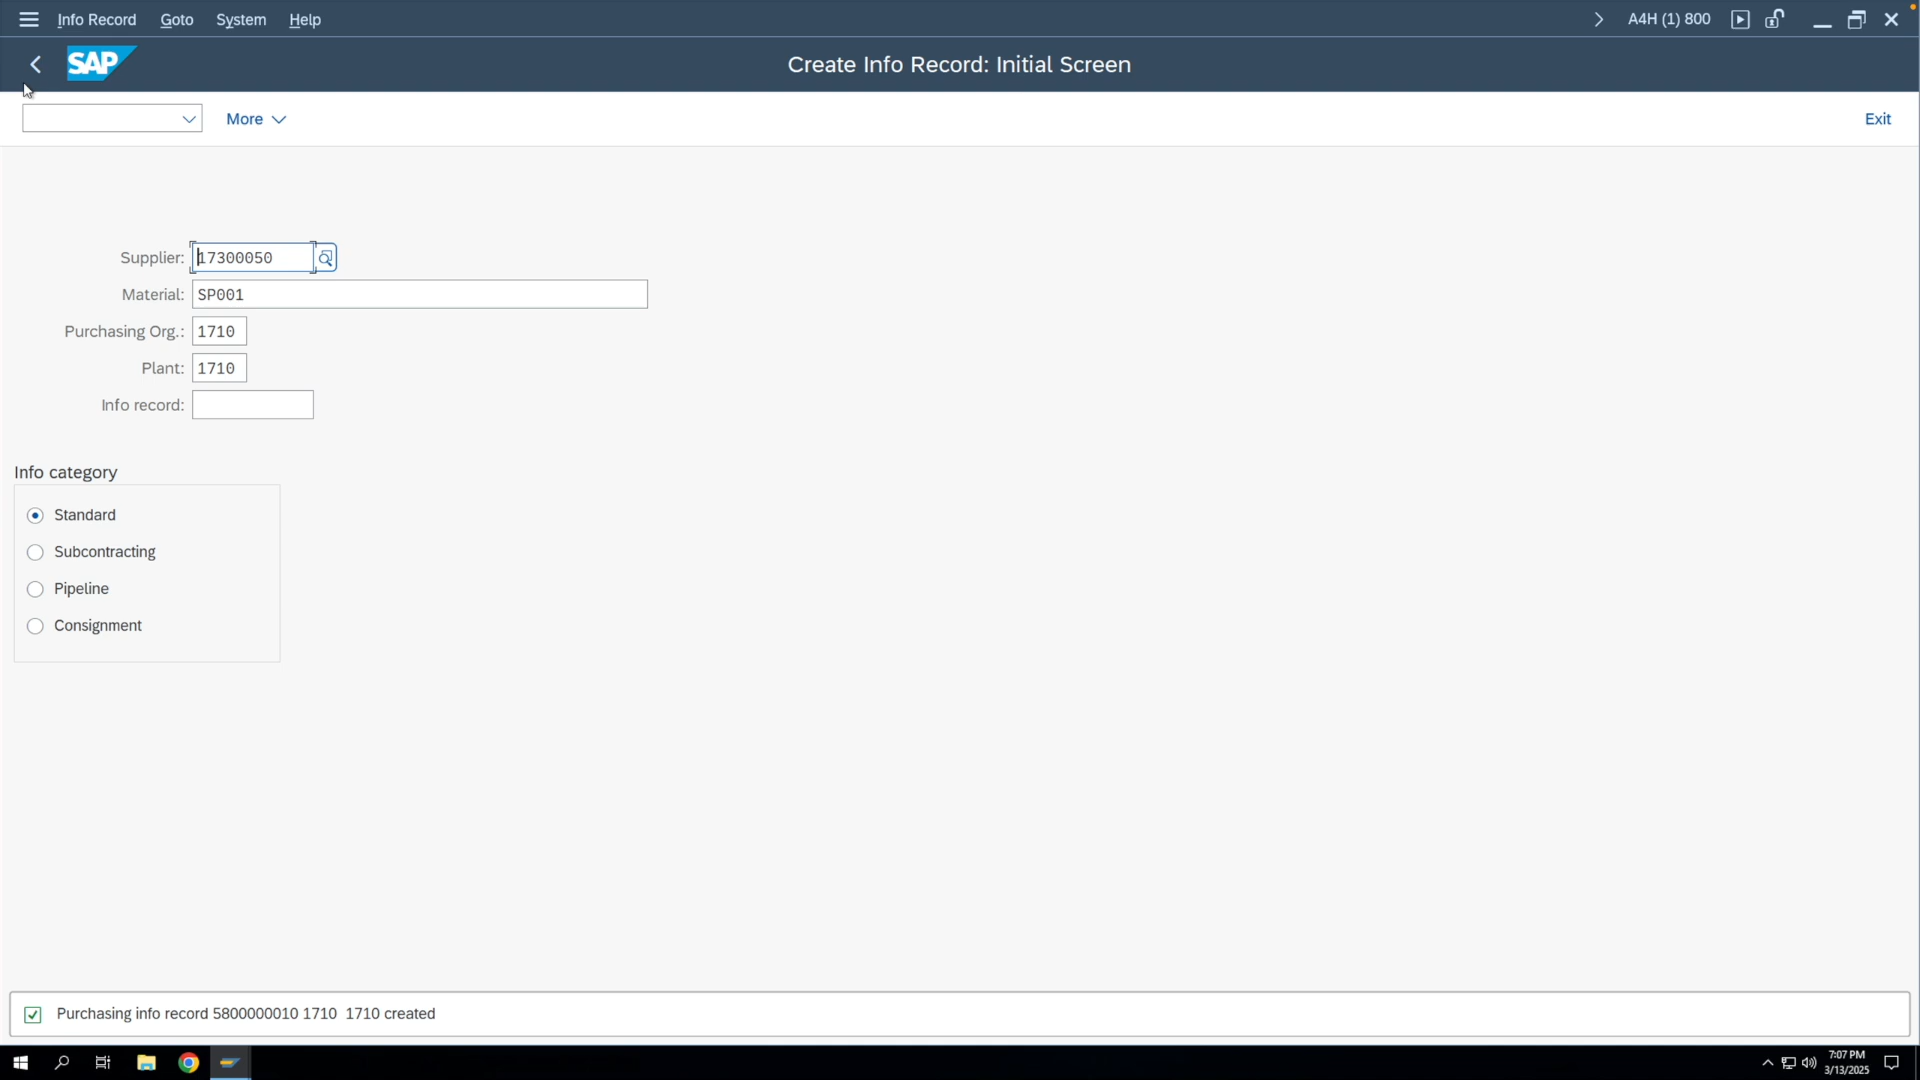 Info Record Goto System Help A4H (1) 800
SAP Create Info Record: Initial Screen
More Exit
Supplier: 17300050
Material: SP001
Purchasing Org.: 1710
Plant: 1710
Info record:
Info category
Standard
Subcontracting
Pipeline
Consignment
Purchasing info record 5800000010 1710 1710 created
7:07 PM
3/13/2025